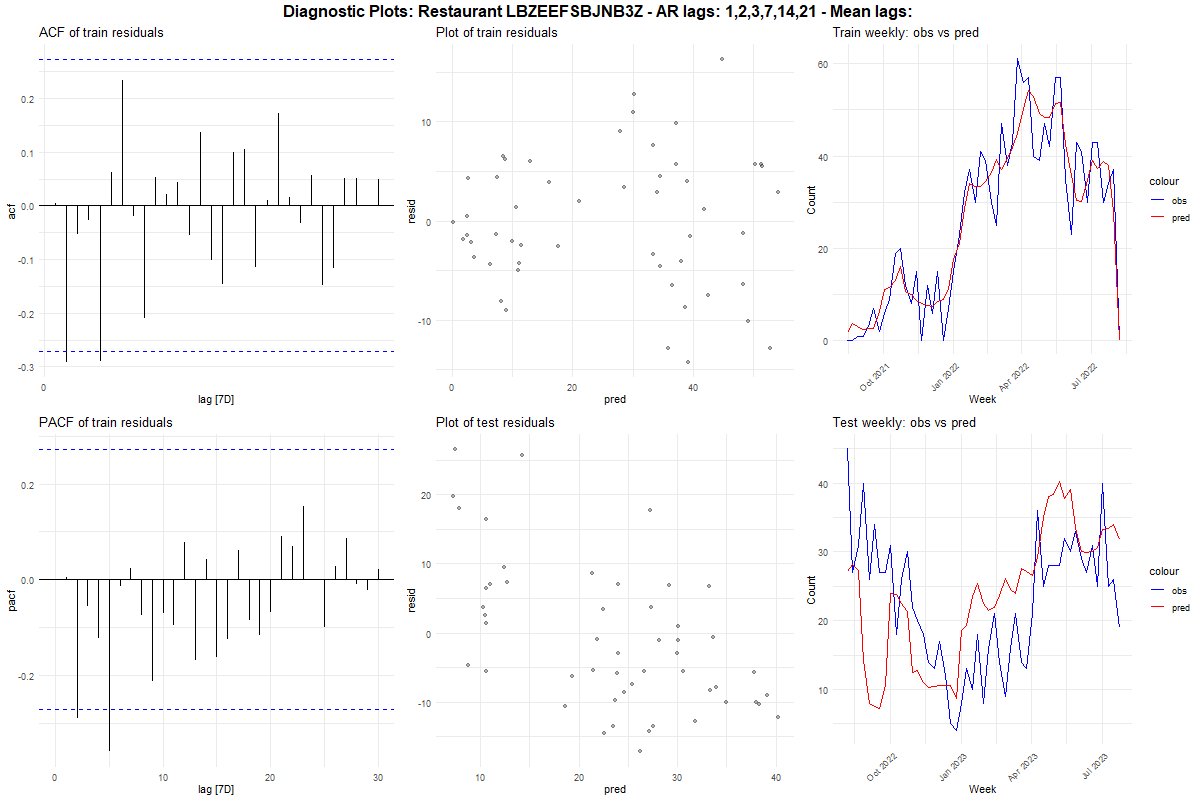 Diagnostic Plots: Restaurant LBZEEFSBJNB3Z - AR lags: 1,2,3,7,14,21 - Mean lags:
ACF of train residuals
acf
0.2
0.1
0.0
-0.1
-0.2
-0.3
0
lag [7D]
Plot of train residuals
resid
10
0
-10
0
20
40
pred
Train weekly: obs vs pred
Count
60
40
20
0
Oct 2021
Jan 2022
Apr 2022
Jul 2022
Week
colour
obs
pred
PACF of train residuals
pacf
0.2
0.0
-0.2
0
10
20
30
lag [7D]
Plot of test residuals
resid
20
10
0
-10
10
20
30
40
pred
Test weekly: obs vs pred
Count
40
30
20
10
Oct 2022
Jan 2023
Apr 2023
Jul 2023
Week
colour
obs
pred